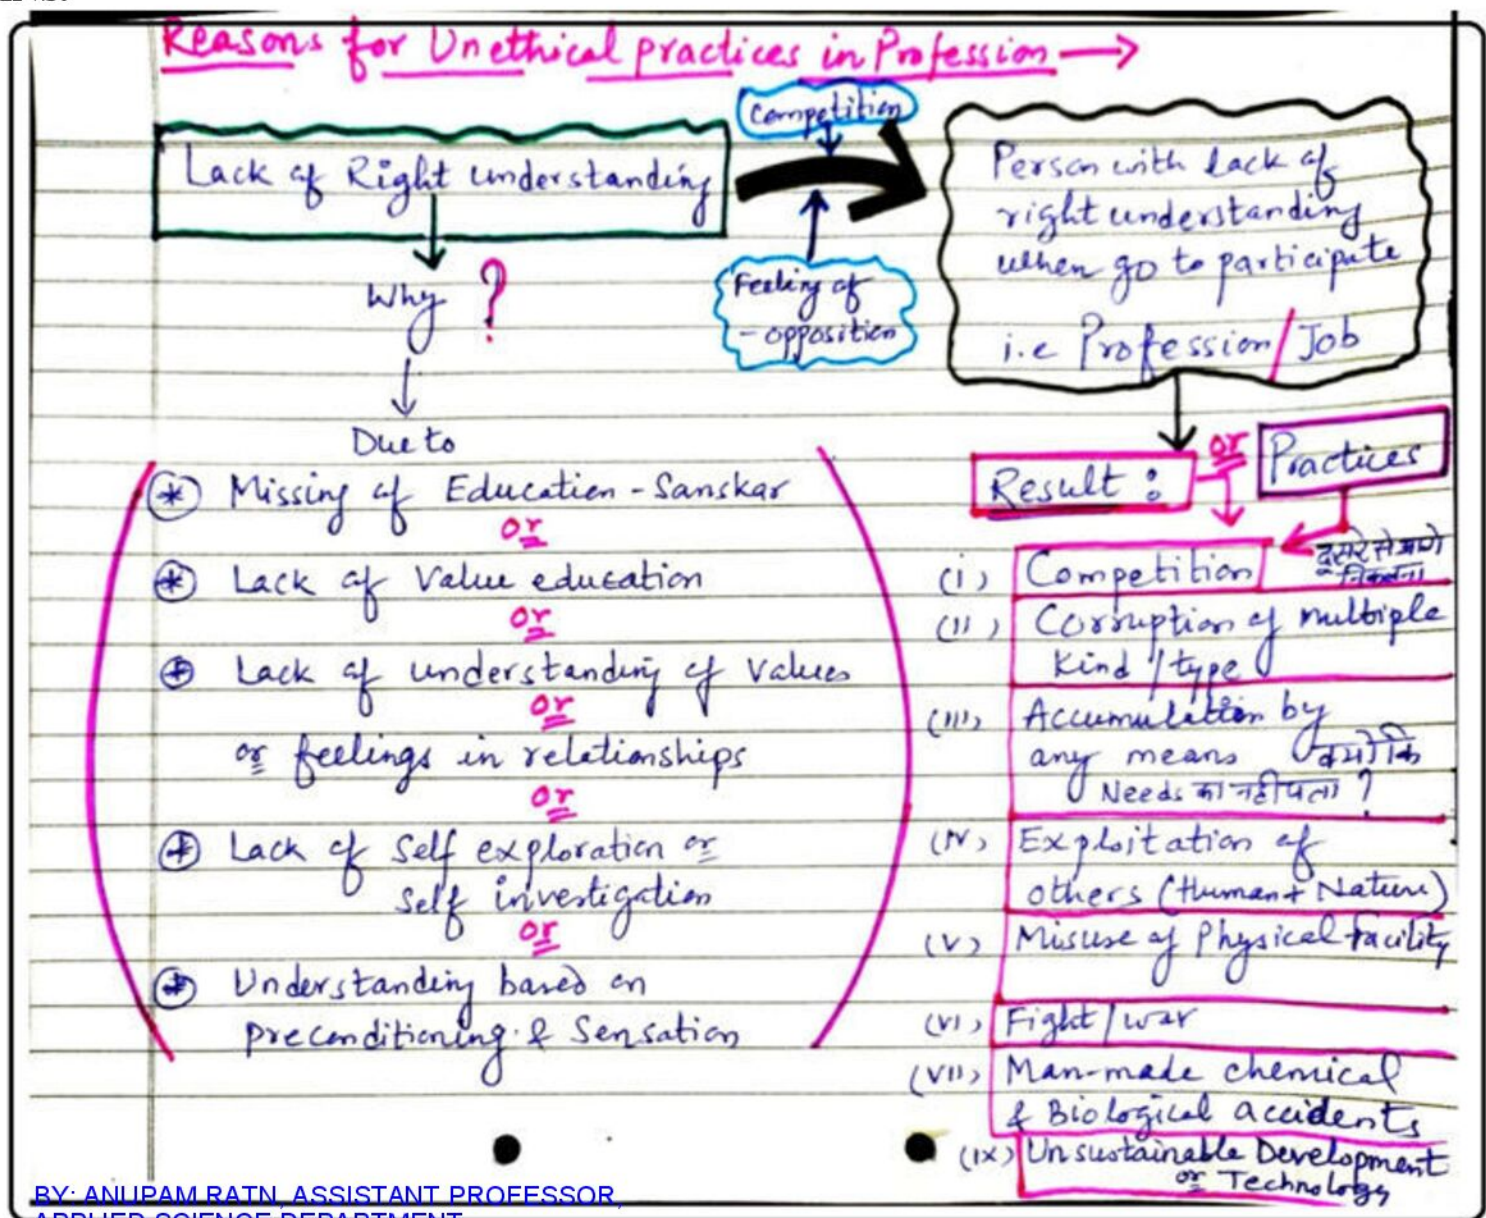 Reasons for Unethical practices in Profession
Competition
Lack of Right understanding
Feeling of
- opposition
Person with lack of
right understanding
when go to participate
i.e Profession / Job
Why ?
Due to
Missing of Education - Sanskar
or
Lack of Value education
or
Lack of understanding of Values
or
or feelings in relationships
or
Lack of Self exploration or
Self investigation
or
Understanding based on
preconditioning & Sensation
Result :
or
Practices
(i) Competition
दूसरे से आगे
निकलना
(II) Corruption of multiple
Kind / type
(III) Accumulation by
any means क्योंकि
Needs का नहीं पता ?
(IV) Exploitation of
others (Human + Nature)
(V) Misuse of Physical facility
(VI) Fight / war
(VII) Man-made chemical
& Biological accidents
(IX) Unsustainable Development
or Technology
BY: ANUPAM RATN, ASSISTANT PROFESSOR,
APPLIED SCIENCE DEPARTMENT